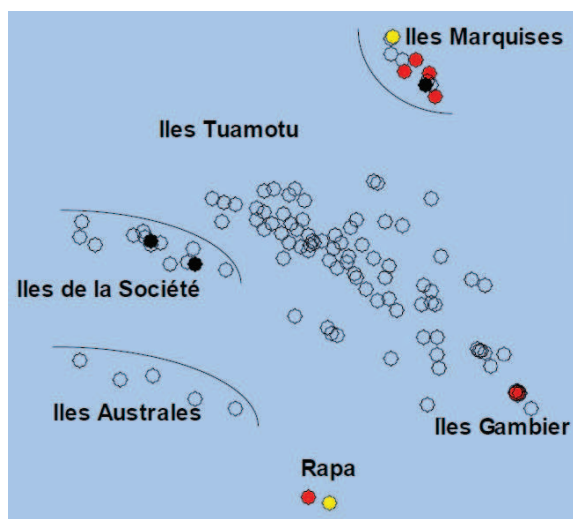 Iles Marquises
Iles Tuamotu
Iles de la Société
Iles Australes
Iles Gambier
Rapa